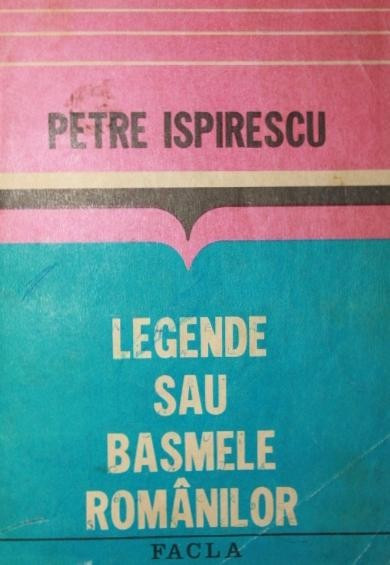 PETRE ISPIRESCU
LEGENDE
SAU
BASMELE
ROMÂNILOR
FACLA